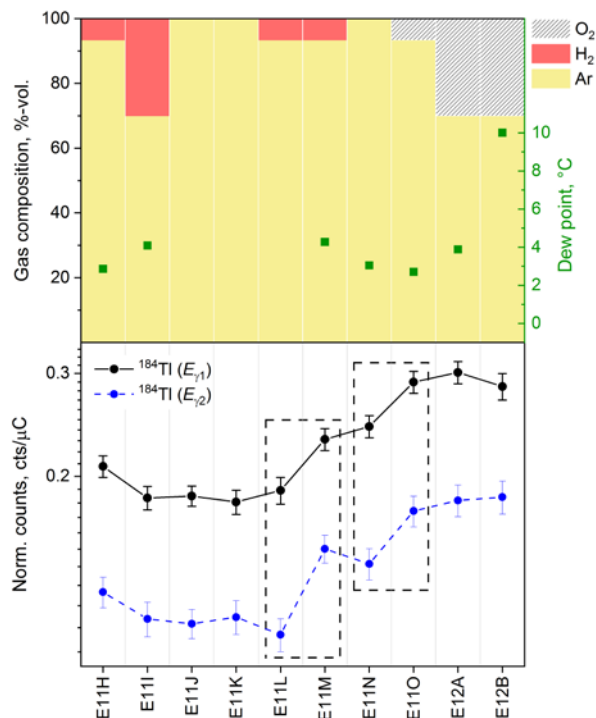 Gas composition, %-vol.
100
80
60
40
20
O₂
H₂
Ar
Dew point, °C
10
8
6
4
2
0
Norm. counts, cts/μC
0.3
0.2
¹⁸⁴Tl (Eγ1)
¹⁸⁴Tl (Eγ2)
E11H
E11I
E11J
E11K
E11L
E11M
E11N
E11O
E12A
E12B